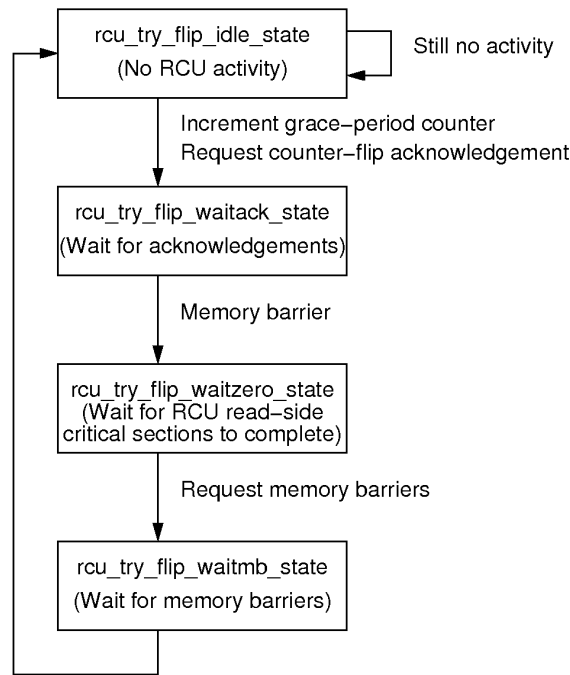 rcu_try_flip_idle_state
(No RCU activity)
Still no activity
Increment grace−period counter
Request counter−flip acknowledgement
rcu_try_flip_waitack_state
(Wait for acknowledgements)
Memory barrier
rcu_try_flip_waitzero_state
(Wait for RCU read−side
critical sections to complete)
Request memory barriers
rcu_try_flip_waitmb_state
(Wait for memory barriers)